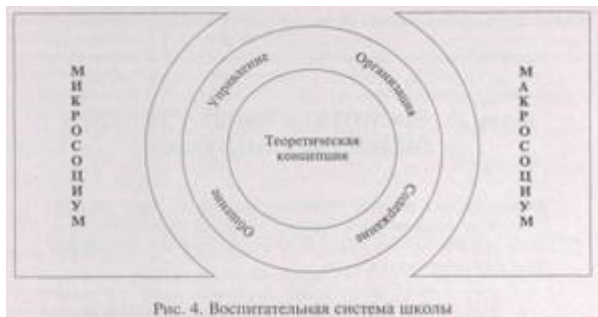 МИКРОСОЦИУМ
Управление
Организация
Теоретическая
концепция
Общение
Содержание
МАКРОСОЦИУМ
Рис. 4. Воспитательная система школы